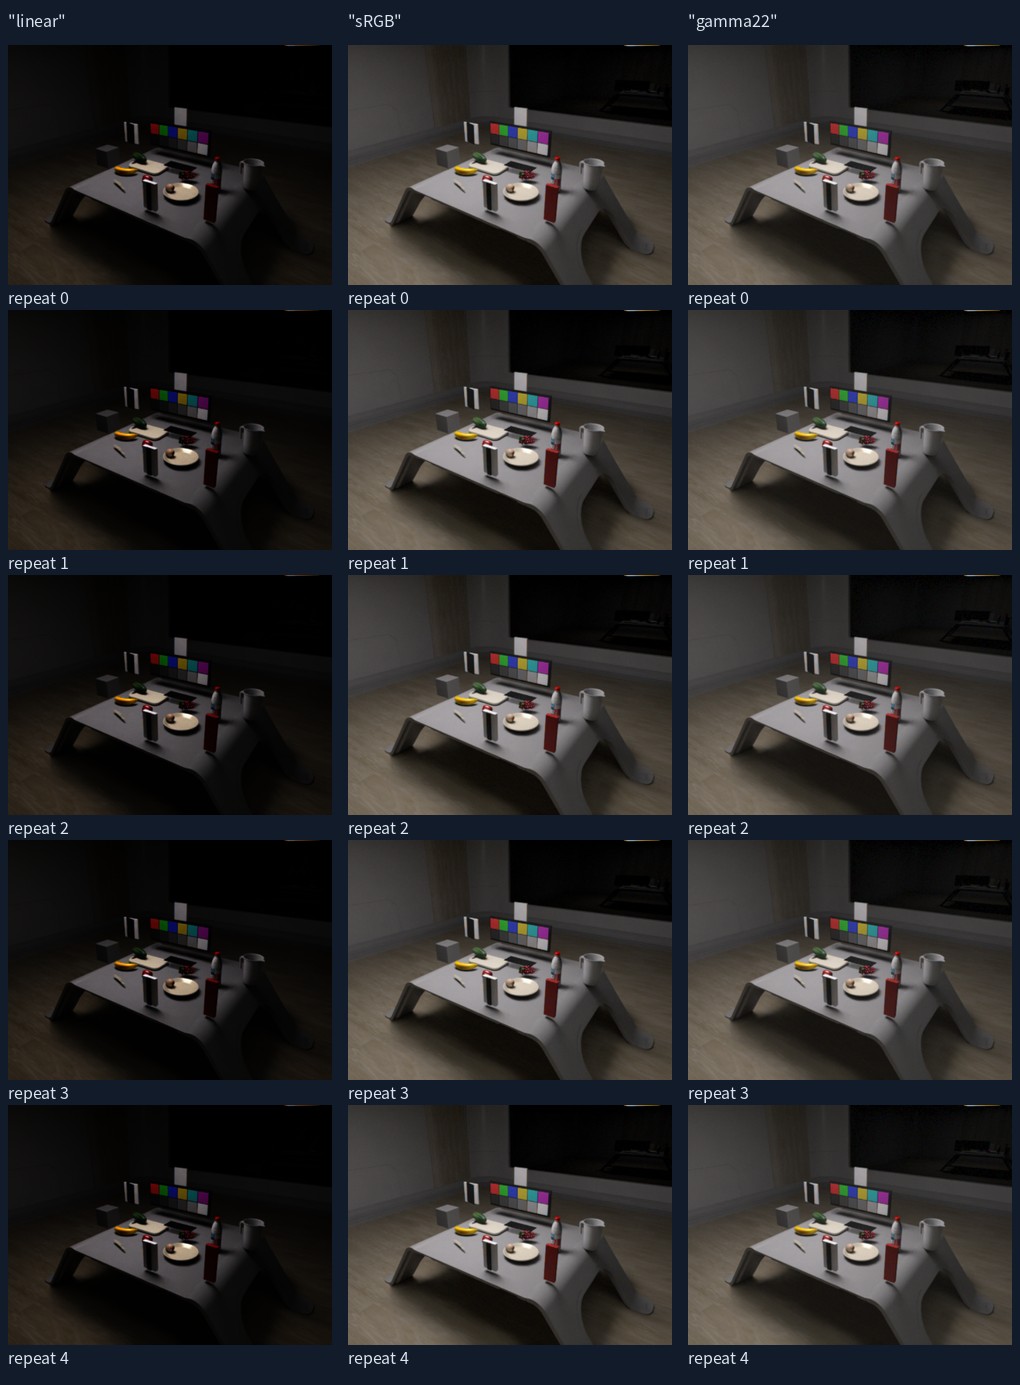 "linear" "sRGB" "gamma22"
repeat 0 repeat 0 repeat 0
repeat 1 repeat 1 repeat 1
repeat 2 repeat 2 repeat 2
repeat 3 repeat 3 repeat 3
repeat 4 repeat 4 repeat 4